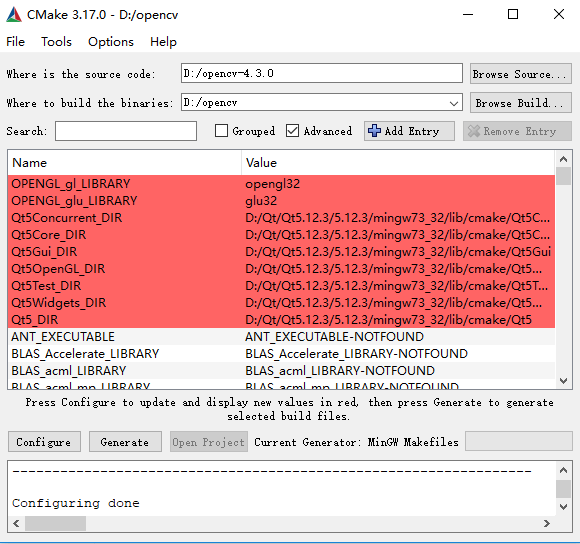 CMake 3.17.0 - D:/opencv
File Tools Options Help
Where is the source code: D:/opencv-4.3.0 Browse Source...
Where to build the binaries: D:/opencv Browse Build...
Search: Grouped Advanced Add Entry Remove Entry
Name Value
OPENGL_gl_LIBRARY opengl32
OPENGL_glu_LIBRARY glu32
Qt5Concurrent_DIR D:/Qt/Qt5.12.3/5.12.3/mingw73_32/lib/cmake/Qt5C...
Qt5Core_DIR D:/Qt/Qt5.12.3/5.12.3/mingw73_32/lib/cmake/Qt5C...
Qt5Gui_DIR D:/Qt/Qt5.12.3/5.12.3/mingw73_32/lib/cmake/Qt5Gui
Qt5OpenGL_DIR D:/Qt/Qt5.12.3/5.12.3/mingw73_32/lib/cmake/Qt5...
Qt5Test_DIR D:/Qt/Qt5.12.3/5.12.3/mingw73_32/lib/cmake/Qt5T...
Qt5Widgets_DIR D:/Qt/Qt5.12.3/5.12.3/mingw73_32/lib/cmake/Qt5...
Qt5_DIR D:/Qt/Qt5.12.3/5.12.3/mingw73_32/lib/cmake/Qt5
ANT_EXECUTABLE ANT_EXECUTABLE-NOTFOUND
BLAS_Accelerate_LIBRARY BLAS_Accelerate_LIBRARY-NOTFOUND
BLAS_acml_LIBRARY BLAS_acml_LIBRARY-NOTFOUND
BLAS_acml_mp_LIBRARY BLAS_acml_mp_LIBRARY-NOTFOUND
Press Configure to update and display new values in red, then press Generate to generate
selected build files.
Configure Generate Open Project Current Generator: MinGW Makefiles
Configuring done